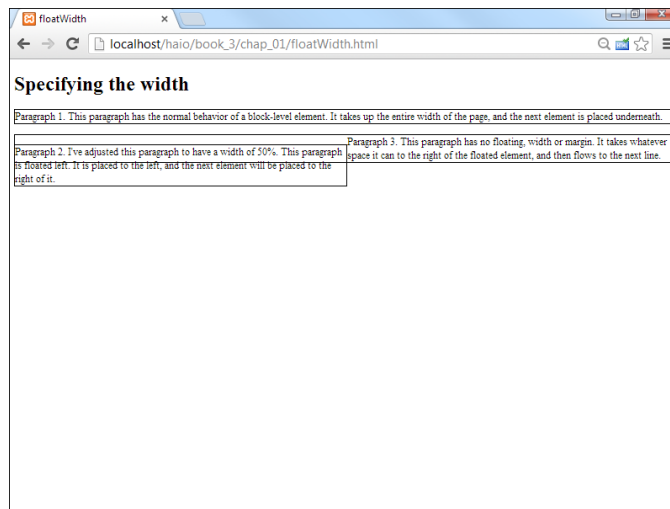 floatWidth
localhost/haio/book_3/chap_01/floatWidth.html
Specifying the width
Paragraph 1. This paragraph has the normal behavior of a block-level element. It takes up the entire width of the page, and the next element is placed underneath.
Paragraph 2. I've adjusted this paragraph to have a width of 50%. This paragraph
is floated left. It is placed to the left, and the next element will be placed to the
right of it.
Paragraph 3. This paragraph has no floating, width or margin. It takes whatever
space it can to the right of the floated element, and then flows to the next line.